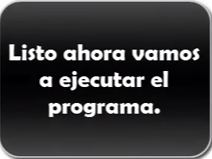 Listo ahora vamos
a ejecutar el
programa.